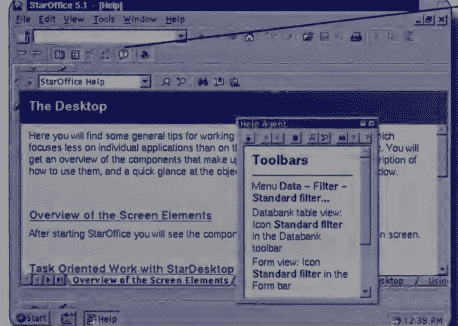 StarOffice 5.1 - [Help]
File Edit View Tools Window Help
StarOffice Help
The Desktop
Here you will find some general tips for working
hich
focuses less on individual applications than on t
. You will
get an overview of the components that make u
ription of
how to use them, and a quick glance at the obje
dow.
Overview of the Screen Elements
After starting StarOffice you will see the compor
n screen.
Task Oriented Work with StarDesktop
Overview of the Screen Elements
sktop
Usin
Help Agent
Toolbars
Menu Data – Filter –
Standard filter...
Databank table view:
Icon Standard filter
in the Databank
toolbar
Form view: Icon
Standard filter in the
Form bar
Start
Help
12:39 PM